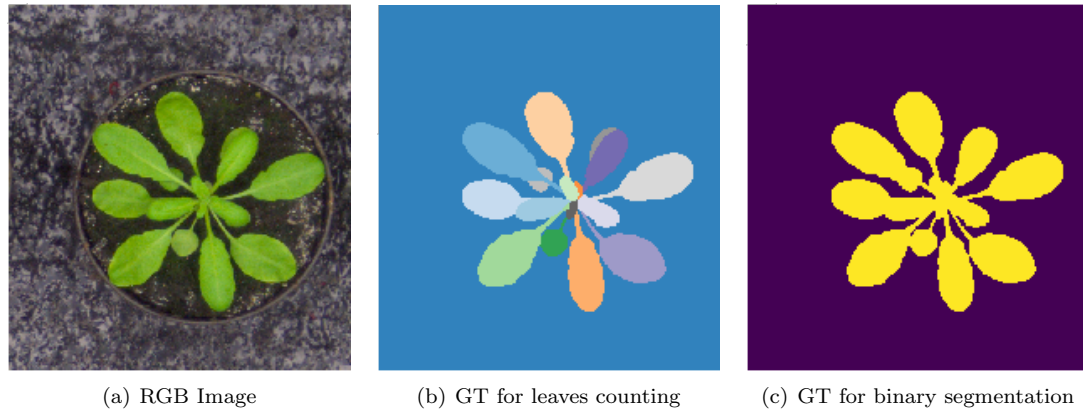 (a) RGB Image
(b) GT for leaves counting
(c) GT for binary segmentation